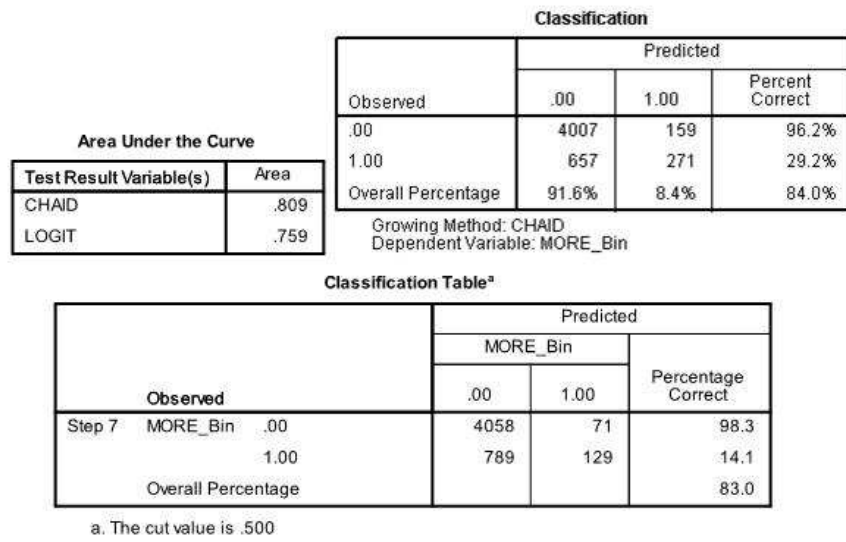 Classification
Predicted
Observed .00 1.00 Percent Correct
.00 4007 159 96.2%
1.00 657 271 29.2%
Overall Percentage 91.6% 8.4% 84.0%
Growing Method: CHAID
Dependent Variable: MORE_Bin
Area Under the Curve
Test Result Variable(s) Area
CHAID .809
LOGIT .759
Classification Tableᵃ
Predicted
MORE_Bin
Observed .00 1.00 Percentage Correct
Step 7 MORE_Bin .00 4058 71 98.3
1.00 789 129 14.1
Overall Percentage 83.0
a. The cut value is .500